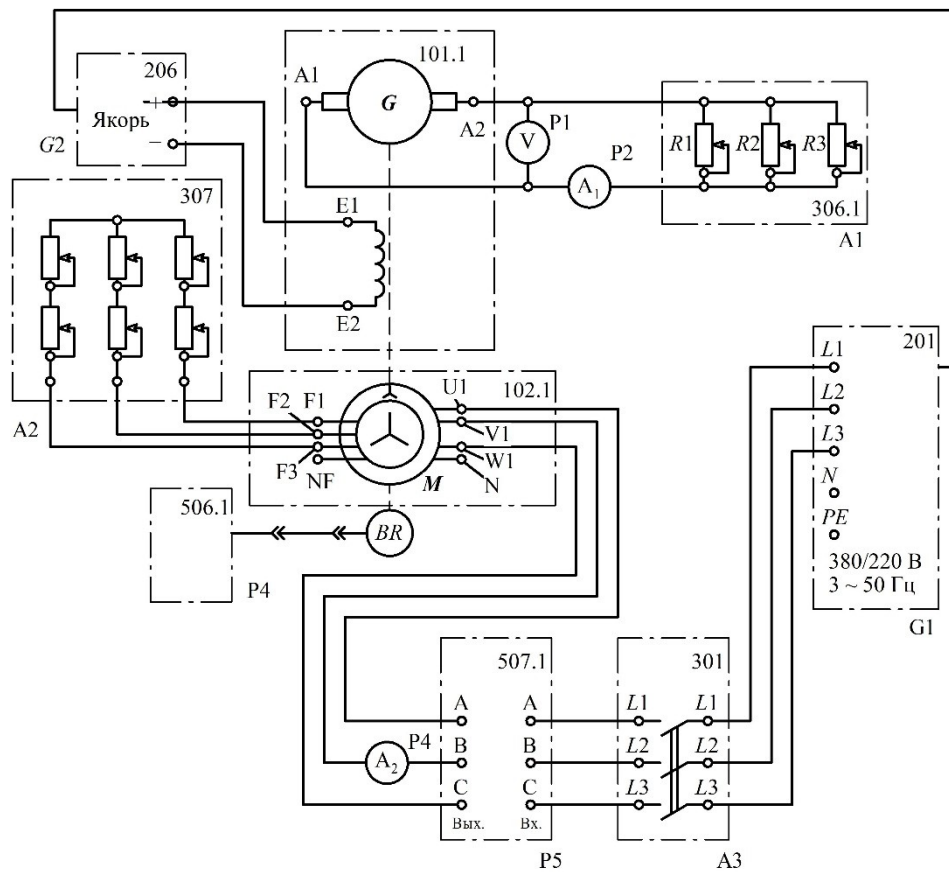 206
Якорь
+
−
G2
101.1
A1
G
A2
P1
V
P2
A1
R1
R2
R3
306.1
A1
E1
E2
307
A2
102.1
F2
F1
U1
V1
F3
W1
NF
M
N
506.1
BR
P4
201
L1
L2
L3
N
PE
380/220 В
3 ~ 50 Гц
G1
507.1
301
A
A
L1
L1
P4
B
B
L2
L2
A2
C
C
L3
L3
Вых.
Вх.
P5
A3